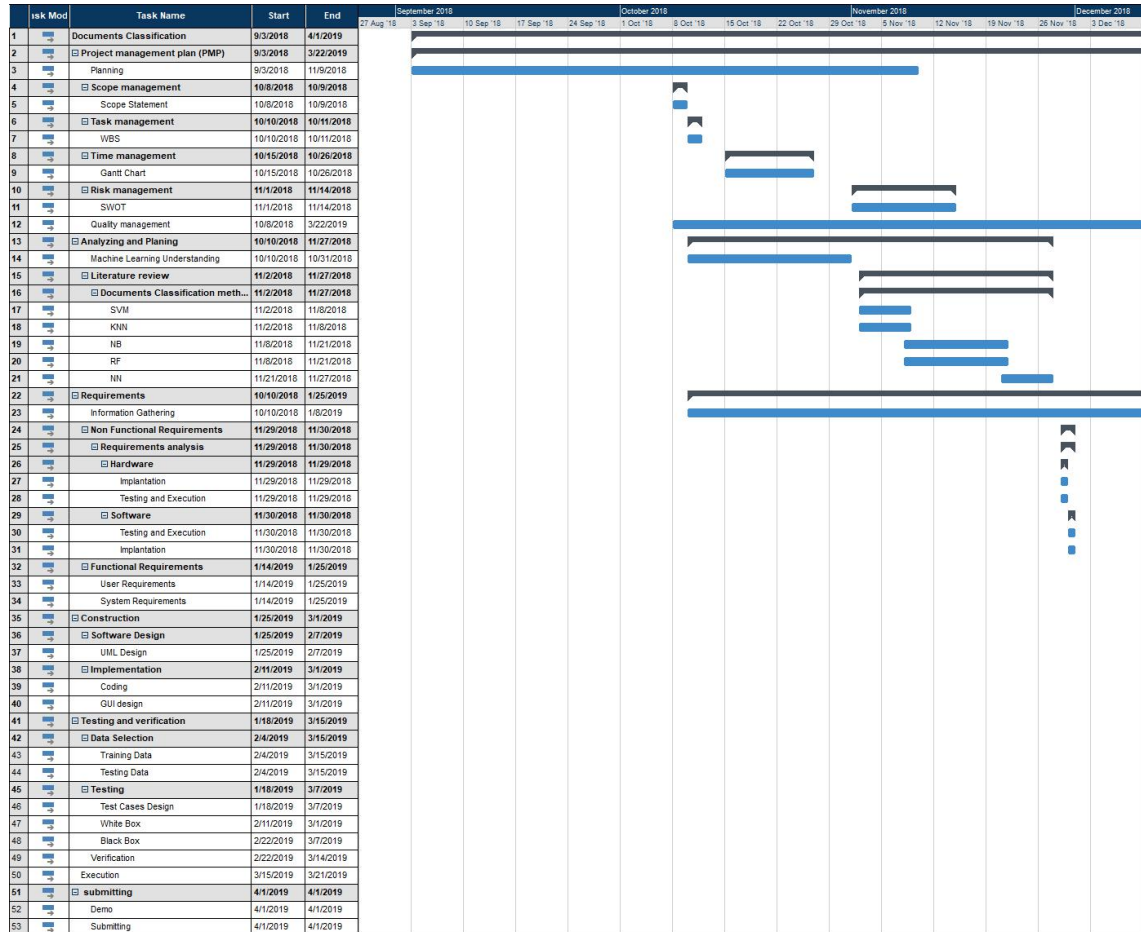 ısk Mod Task Name Start End September 2018 October 2018 November 2018 December 2018
27 Aug '18 3 Sep '18 10 Sep '18 17 Sep '18 24 Sep '18 1 Oct '18 8 Oct '18 15 Oct '18 22 Oct '18 29 Oct '18 5 Nov '18 12 Nov '18 19 Nov '18 26 Nov '18 3 Dec '18
1 Documents Classification 9/3/2018 4/1/2019
2 Project management plan (PMP) 9/3/2018 3/22/2019
3 Planning 9/3/2018 11/9/2018
4 Scope management 10/8/2018 10/9/2018
5 Scope Statement 10/8/2018 10/9/2018
6 Task management 10/10/2018 10/11/2018
7 WBS 10/10/2018 10/11/2018
8 Time management 10/15/2018 10/26/2018
9 Gantt Chart 10/15/2018 10/26/2018
10 Risk management 11/1/2018 11/14/2018
11 SWOT 11/1/2018 11/14/2018
12 Quality management 10/8/2018 3/22/2019
13 Analyzing and Planing 10/10/2018 11/27/2018
14 Machine Learning Understanding 10/10/2018 10/31/2018
15 Literature review 11/2/2018 11/27/2018
16 Documents Classification meth... 11/2/2018 11/27/2018
17 SVM 11/2/2018 11/8/2018
18 KNN 11/2/2018 11/8/2018
19 NB 11/8/2018 11/21/2018
20 RF 11/8/2018 11/21/2018
21 NN 11/21/2018 11/27/2018
22 Requirements 10/10/2018 1/25/2019
23 Information Gathering 10/10/2018 1/8/2019
24 Non Functional Requirements 11/29/2018 11/30/2018
25 Requirements analysis 11/29/2018 11/30/2018
26 Hardware 11/29/2018 11/29/2018
27 Implantation 11/29/2018 11/29/2018
28 Testing and Execution 11/29/2018 11/29/2018
29 Software 11/30/2018 11/30/2018
30 Testing and Execution 11/30/2018 11/30/2018
31 Implantation 11/30/2018 11/30/2018
32 Functional Requirements 1/14/2019 1/25/2019
33 User Requirements 1/14/2019 1/25/2019
34 System Requirements 1/14/2019 1/25/2019
35 Construction 1/25/2019 3/1/2019
36 Software Design 1/25/2019 2/7/2019
37 UML Design 1/25/2019 2/7/2019
38 Implementation 2/11/2019 3/1/2019
39 Coding 2/11/2019 3/1/2019
40 GUI design 2/11/2019 3/1/2019
41 Testing and verification 1/18/2019 3/15/2019
42 Data Selection 2/4/2019 3/15/2019
43 Training Data 2/4/2019 3/15/2019
44 Testing Data 2/4/2019 3/15/2019
45 Testing 1/18/2019 3/7/2019
46 Test Cases Design 1/18/2019 3/7/2019
47 White Box 2/11/2019 3/1/2019
48 Black Box 2/22/2019 3/7/2019
49 Verification 2/22/2019 3/14/2019
50 Execution 3/15/2019 3/21/2019
51 submitting 4/1/2019 4/1/2019
52 Demo 4/1/2019 4/1/2019
53 Submitting 4/1/2019 4/1/2019